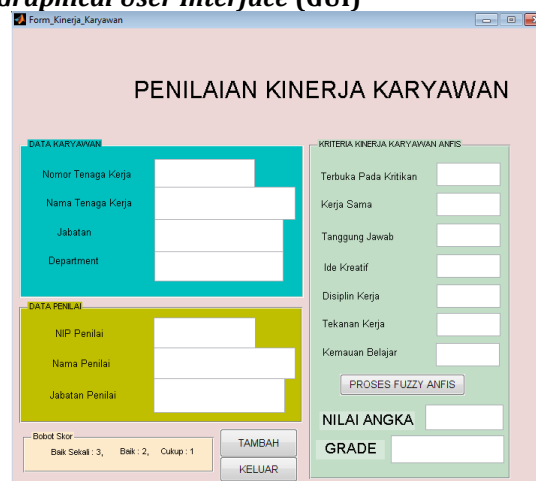 Graphical User Interface (GUI)
Form_Kinerja_Karyawan
PENILAIAN KINERJA KARYAWAN
DATA KARYAWAN
Nomor Tenaga Kerja
Nama Tenaga Kerja
Jabatan
Department
DATA PENILAI
NIP Penilai
Nama Penilai
Jabatan Penilai
Bobot Skor
Baik Sekali : 3, Baik : 2, Cukup : 1
TAMBAH
KELUAR
KRITERIA KINERJA KARYAWAN ANFIS
Terbuka Pada Kritikan
Kerja Sama
Tanggung Jawab
Ide Kreatif
Disiplin Kerja
Tekanan Kerja
Kemauan Belajar
PROSES FUZZY ANFIS
NILAI ANGKA
GRADE